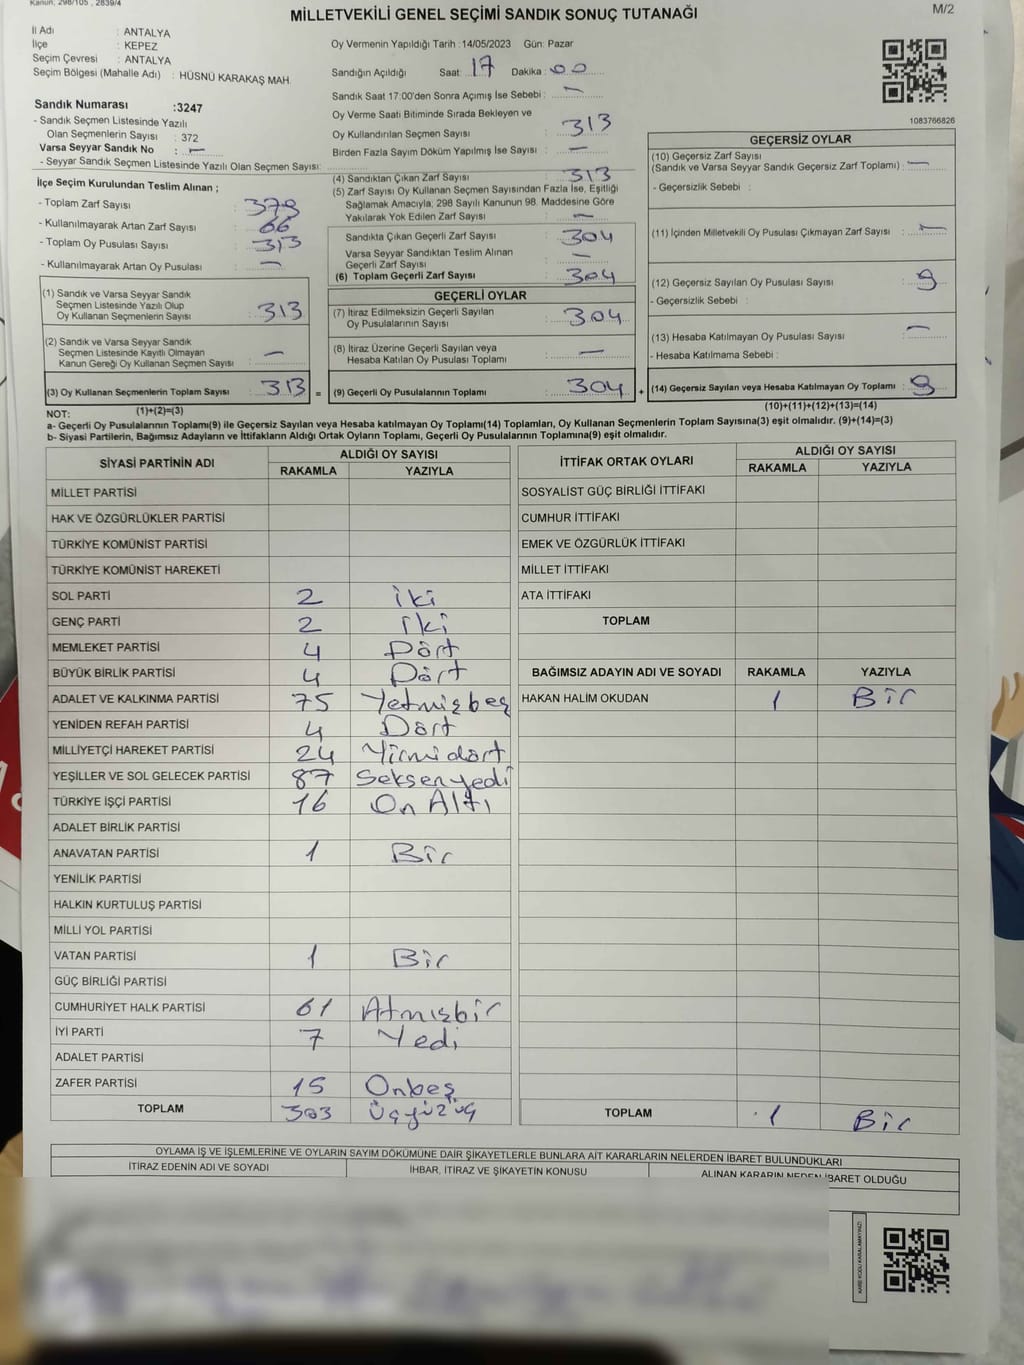 Kanun, 298/105 , 2839/4
MİLLETVEKİLİ GENEL SEÇİMİ SANDIK SONUÇ TUTANAĞI
M/2
İl Adı : ANTALYA
İlçe : KEPEZ
Seçim Çevresi : ANTALYA
Seçim Bölgesi (Mahalle Adı) : HÜSNÜ KARAKAŞ MAH.
Oy Vermenin Yapıldığı Tarih :14/05/2023 Gün: Pazar
Sandığın Açıldığı Saat : 17 Dakika : 00
Sandık Saat 17:00'den Sonra Açımış İse Sebebi : —
1083766826
Sandık Numarası :3247
- Sandık Seçmen Listesinde Yazılı
Olan Seçmenlerin Sayısı : 372
Varsa Seyyar Sandık No : —
- Seyyar Sandık Seçmen Listesinde Yazılı Olan Seçmen Sayısı:
Oy Verme Saati Bitiminde Sırada Bekleyen ve
Oy Kullandırılan Seçmen Sayısı : 313
Birden Fazla Sayım Döküm Yapılmış İse Sayısı : —
İlçe Seçim Kurulundan Teslim Alınan ;
- Toplam Zarf Sayısı : 379
- Kullanılmayarak Artan Zarf Sayısı : 66
- Toplam Oy Pusulası Sayısı : 313
- Kullanılmayarak Artan Oy Pusulası : —
(1) Sandık ve Varsa Seyyar Sandık
Seçmen Listesinde Yazılı Olup
Oy Kullanan Seçmenlerin Sayısı : 313
(2) Sandık ve Varsa Seyyar Sandık
Seçmen Listesinde Kayıtlı Olmayan
Kanun Gereği Oy Kullanan Seçmen Sayısı : —
(3) Oy Kullanan Seçmenlerin Toplam Sayısı : 313 =
(1)+(2)=(3)
(4) Sandıktan Çıkan Zarf Sayısı : 313
(5) Zarf Sayısı Oy Kullanan Seçmen Sayısından Fazla İse, Eşitliği
Sağlamak Amacıyla; 298 Sayılı Kanunun 98. Maddesine Göre
Yakılarak Yok Edilen Zarf Sayısı : —
Sandıkta Çıkan Geçerli Zarf Sayısı : 304
Varsa Seyyar Sandıktan Teslim Alınan
Geçerli Zarf Sayısı : —
(6) Toplam Geçerli Zarf Sayısı : 304
GEÇERLİ OYLAR
(7) İtiraz Edilmeksizin Geçerli Sayılan
Oy Pusulalarının Sayısı : 304
(8) İtiraz Üzerine Geçerli Sayılan veya
Hesaba Katılan Oy Pusulası Toplamı : —
(9) Geçerli Oy Pusulalarının Toplamı : 304 +
GEÇERSİZ OYLAR
(10) Geçersiz Zarf Sayısı
(Sandık ve Varsa Seyyar Sandık Geçersiz Zarf Toplamı) : —
- Geçersizlik Sebebi :
(11) İçinden Milletvekili Oy Pusulası Çıkmayan Zarf Sayısı : —
(12) Geçersiz Sayılan Oy Pusulası Sayısı : 9
- Geçersizlik Sebebi :
(13) Hesaba Katılmayan Oy Pusulası Sayısı : —
- Hesaba Katılmama Sebebi :
(14) Geçersiz Sayılan veya Hesaba Katılmayan Oy Toplamı : 9
(10)+(11)+(12)+(13)=(14)
NOT:
a- Geçerli Oy Pusulalarının Toplamı(9) ile Geçersiz Sayılan veya Hesaba katılmayan Oy Toplamı(14) Toplamları, Oy Kullanan Seçmenlerin Toplam Sayısına(3) eşit olmalıdır. (9)+(14)=(3)
b- Siyasi Partilerin, Bağımsız Adayların ve İttifakların Aldığı Ortak Oyların Toplamı, Geçerli Oy Pusulalarının Toplamına(9) eşit olmalıdır.
SİYASİ PARTİNİN ADI ALDIĞI OY SAYISI
RAKAMLA YAZIYLA
MİLLET PARTİSİ
HAK VE ÖZGÜRLÜKLER PARTİSİ
TÜRKİYE KOMÜNİST PARTİSİ
TÜRKİYE KOMÜNİST HAREKETİ
SOL PARTİ 2 İki
GENÇ PARTİ 2 İki
MEMLEKET PARTİSİ 4 Dört
BÜYÜK BİRLİK PARTİSİ 4 Dört
ADALET VE KALKINMA PARTİSİ 75 Yetmişbeş
YENİDEN REFAH PARTİSİ 4 Dört
MİLLİYETÇİ HAREKET PARTİSİ 24 Yirmidört
YEŞİLLER VE SOL GELECEK PARTİSİ 87 Seksenyedi
TÜRKİYE İŞÇİ PARTİSİ 16 On Altı
ADALET BİRLİK PARTİSİ
ANAVATAN PARTİSİ 1 Bir
YENİLİK PARTİSİ
HALKIN KURTULUŞ PARTİSİ
MİLLİ YOL PARTİSİ
VATAN PARTİSİ 1 Bir
GÜÇ BİRLİĞİ PARTİSİ
CUMHURİYET HALK PARTİSİ 61 Atmışbir
İYİ PARTİ 7 Yedi
ADALET PARTİSİ
ZAFER PARTİSİ 15 Onbeş
TOPLAM 303 Üçyüzüç
İTTİFAK ORTAK OYLARI ALDIĞI OY SAYISI
RAKAMLA YAZIYLA
SOSYALİST GÜÇ BİRLİĞİ İTTİFAKI
CUMHUR İTTİFAKI
EMEK VE ÖZGÜRLÜK İTTİFAKI
MİLLET İTTİFAKI
ATA İTTİFAKI
TOPLAM
BAĞIMSIZ ADAYIN ADI VE SOYADI RAKAMLA YAZIYLA
HAKAN HALİM OKUDAN 1 Bir
TOPLAM 1 Bir
OYLAMA İŞ VE İŞLEMLERİNE VE OYLARIN SAYIM DÖKÜMÜNE DAİR ŞİKAYETLERLE BUNLARA AİT KARARLARIN NELERDEN İBARET BULUNDUKLARI
İTİRAZ EDENİN ADI VE SOYADI İHBAR, İTİRAZ VE ŞİKAYETİN KONUSU ALINAN KARARIN NEDEN İBARET OLDUĞU